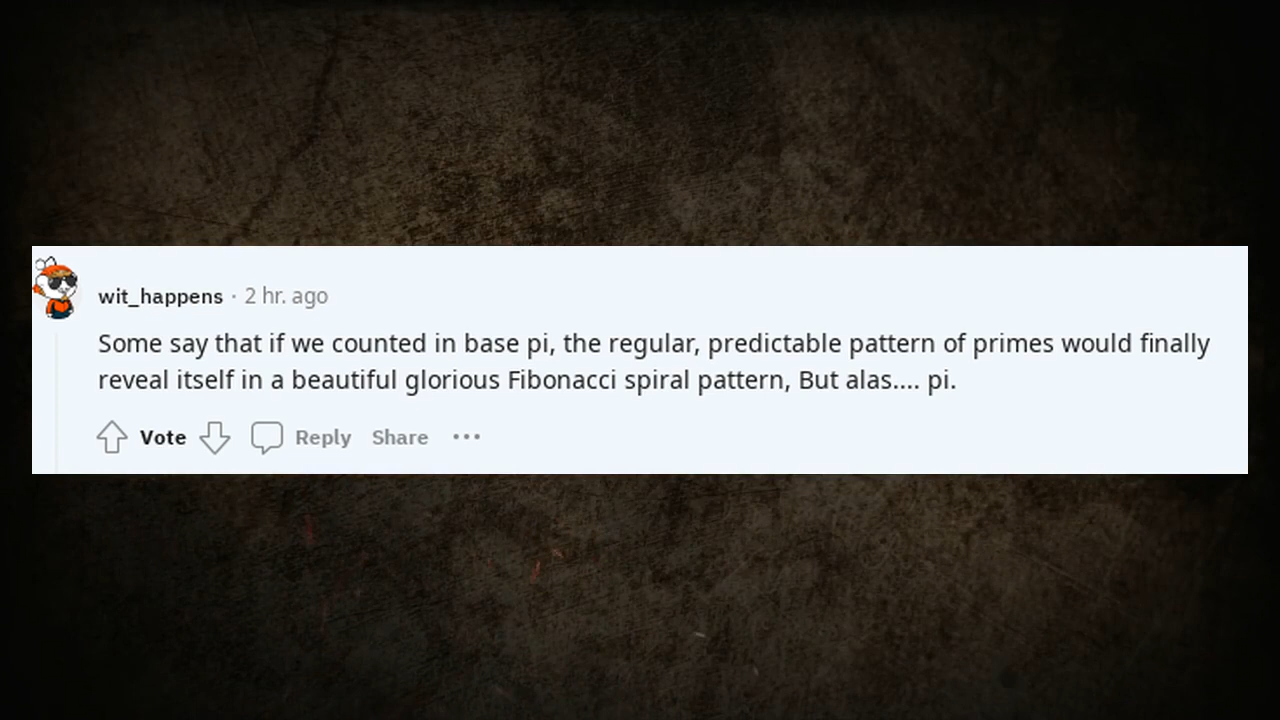 wit_happens · 2 hr. ago
Some say that if we counted in base pi, the regular, predictable pattern of primes would finally
reveal itself in a beautiful glorious Fibonacci spiral pattern, But alas.... pi.
Vote Reply Share